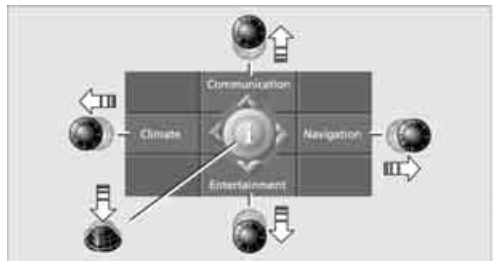 Communication
Climate
i
Navigation
Entertainment